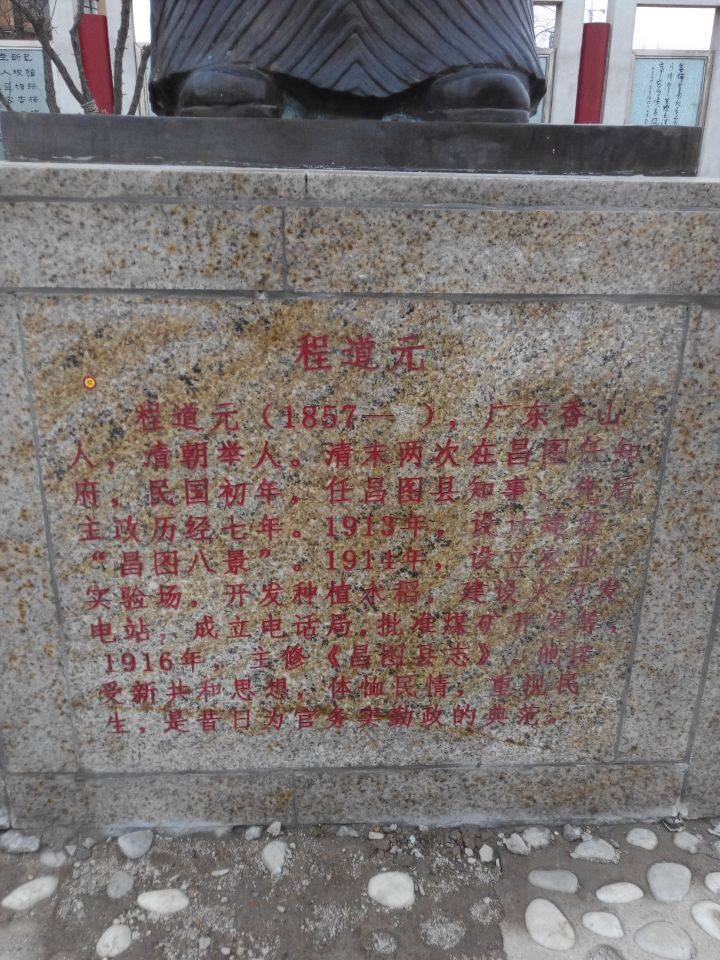 程道元
程道元（1857—　），广东香山
人，清朝举人。清末两次在昌图任知
府，民国初年，任昌图县知事、先后
主政历经七年。1913年，设计建设
“昌图八景”。1914年，设立农业
实验场，开发种植水稻，建设火力发
电站，成立电话局,批准煤矿开发等，
1916年，主修《昌图县志》.他接
受新共和思想，体恤民情，重视民
生，是昔日为官务实勤政的典范。